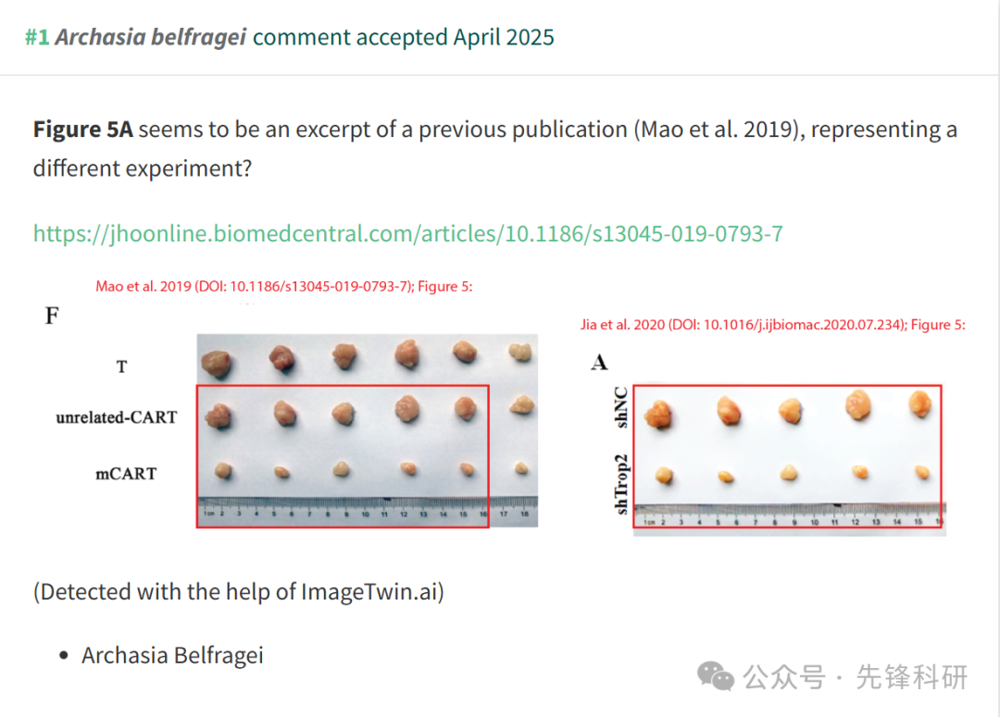 #1 Archasia belfragei comment accepted April 2025
Figure 5A seems to be an excerpt of a previous publication (Mao et al. 2019), representing a
different experiment?
https://jhoonline.biomedcentral.com/articles/10.1186/s13045-019-0793-7
Mao et al. 2019 (DOI: 10.1186/s13045-019-0793-7); Figure 5:
F
T
unrelated-CART
mCART
1cm 2 3 4 5 6 7 8 9 10 11 12 13 14 15 16 17 18
Jia et al. 2020 (DOI: 10.1016/j.ijbiomac.2020.07.234); Figure 5:
A
shNC
shTrop2
1cm 2 3 4 5 6 7 8 9 10 11 12 13 14 15 16
(Detected with the help of ImageTwin.ai)
• Archasia Belfragei
公众号 · 先锋科研